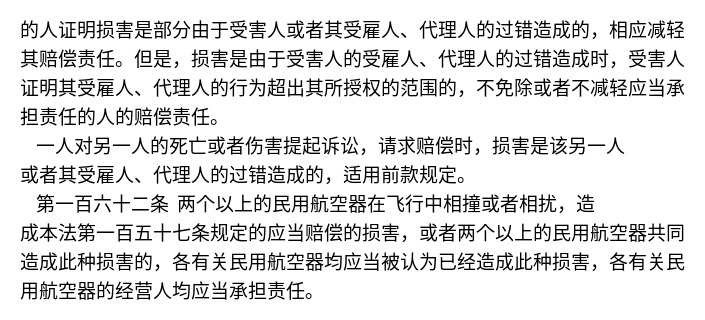 的人证明损害是部分由于受害人或者其受雇人、代理人的过错造成的，相应减轻
其赔偿责任。但是，损害是由于受害人的受雇人、代理人的过错造成时，受害人
证明其受雇人、代理人的行为超出其所授权的范围的，不免除或者不减轻应当承
担责任的人的赔偿责任。
一人对另一人的死亡或者伤害提起诉讼，请求赔偿时，损害是该另一人
或者其受雇人、代理人的过错造成的，适用前款规定。
第一百六十二条 两个以上的民用航空器在飞行中相撞或者相扰，造
成本法第一百五十七条规定的应当赔偿的损害，或者两个以上的民用航空器共同
造成此种损害的，各有关民用航空器均应当被认为已经造成此种损害，各有关民
用航空器的经营人均应当承担责任。